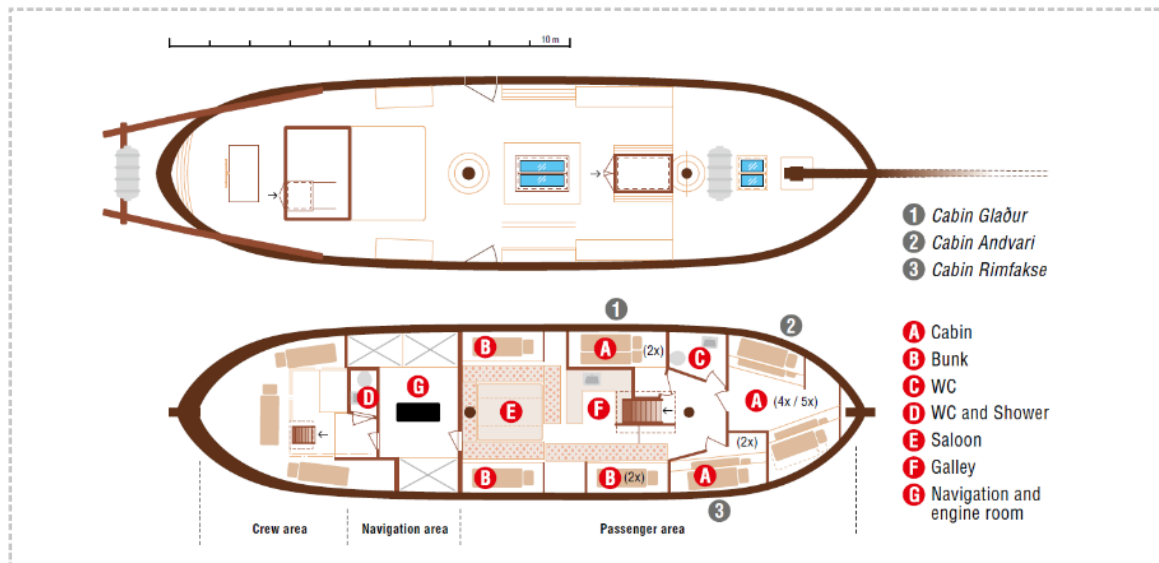 10 m
1 Cabin Glaður
2 Cabin Andvari
3 Cabin Rimfakse
1
2
B
A (2x)
C
A Cabin
B Bunk
C WC
D WC and Shower
E Saloon
F Galley
G Navigation and
engine room
D
G
E
F
A (4x / 5x)
(2x)
B
B (2x)
A
3
Crew area
Navigation area
Passenger area